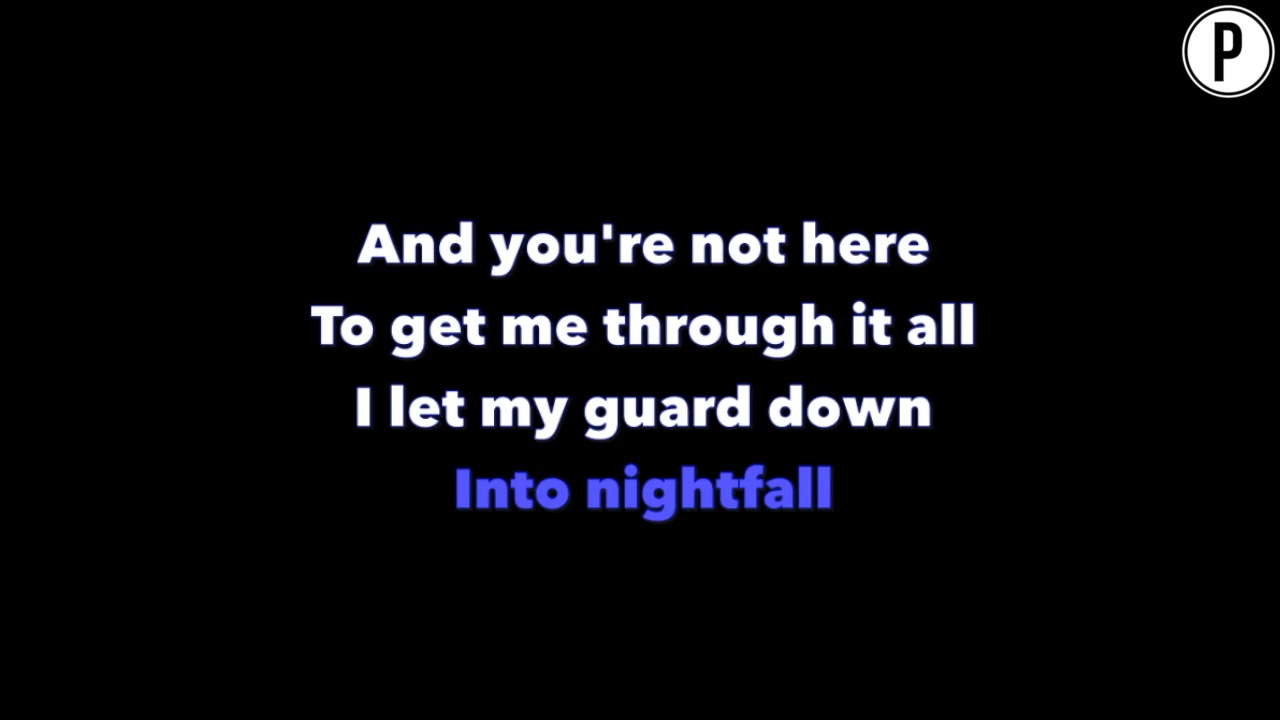 P
And you're not here
To get me through it all
I let my guard down
Into nightfall